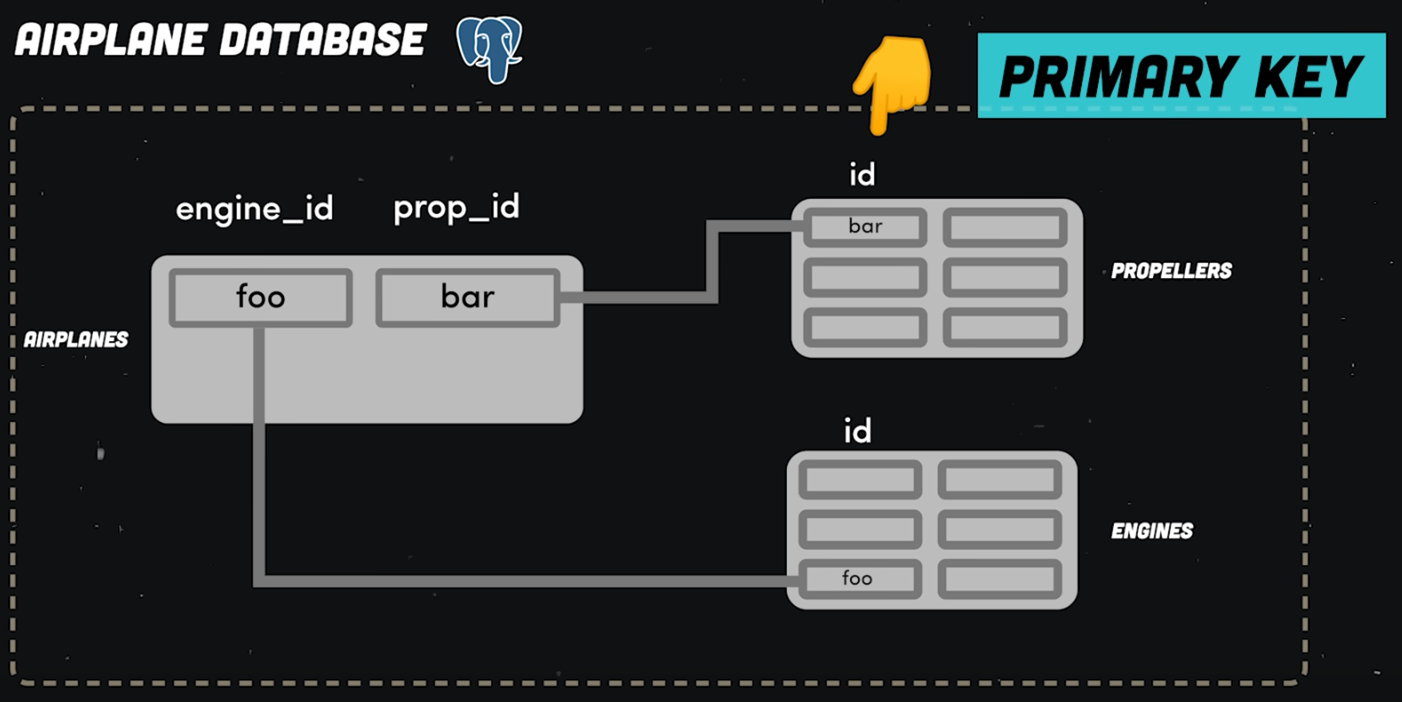 AIRPLANE DATABASE
PRIMARY KEY
id
engine_id prop_id
bar
PROPELLERS
foo bar
AIRPLANES
id
ENGINES
foo